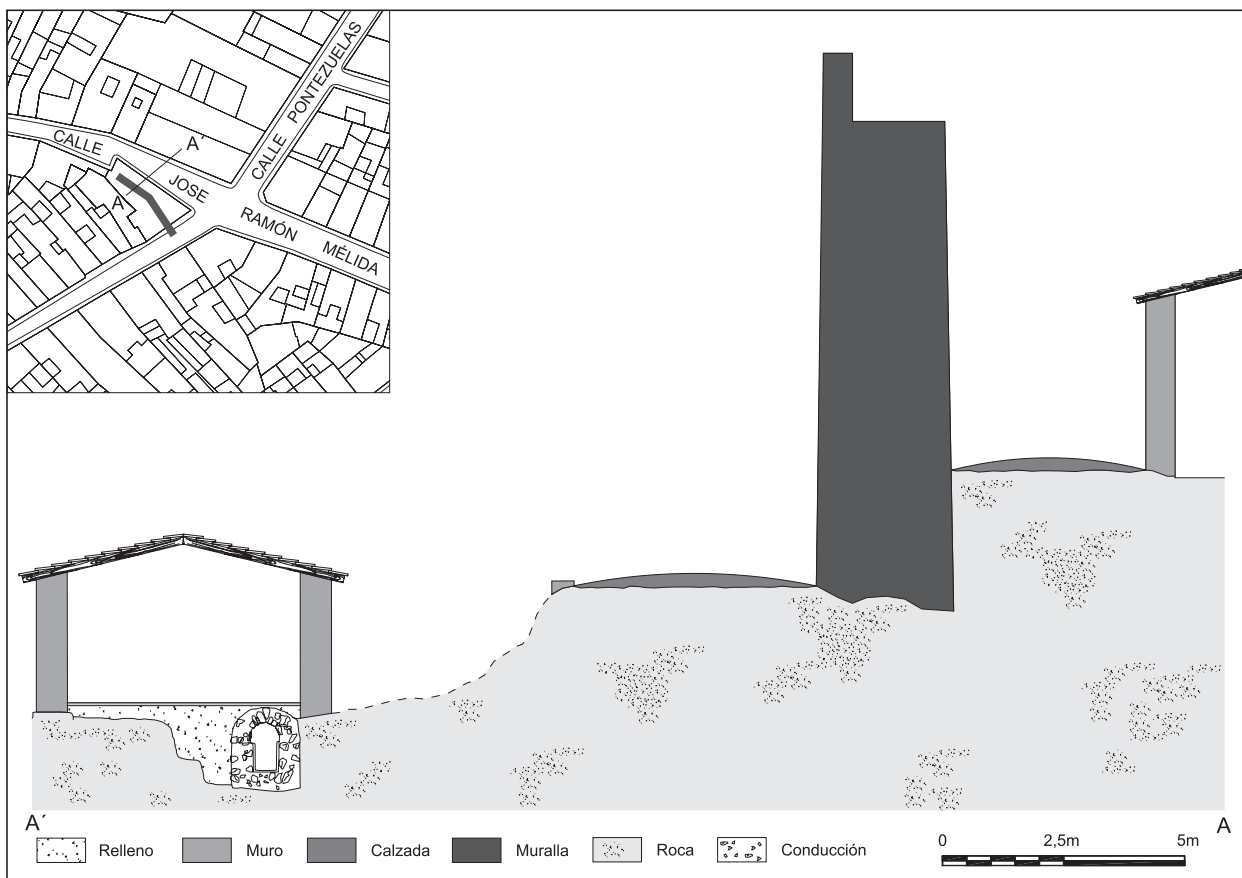 CALLE PONTEZUELAS
CALLE JOSE RAMÓN MÉLIDA
A´
A
A´
A
Relleno
Muro
Calzada
Muralla
Roca
Conducción
0 2,5m 5m